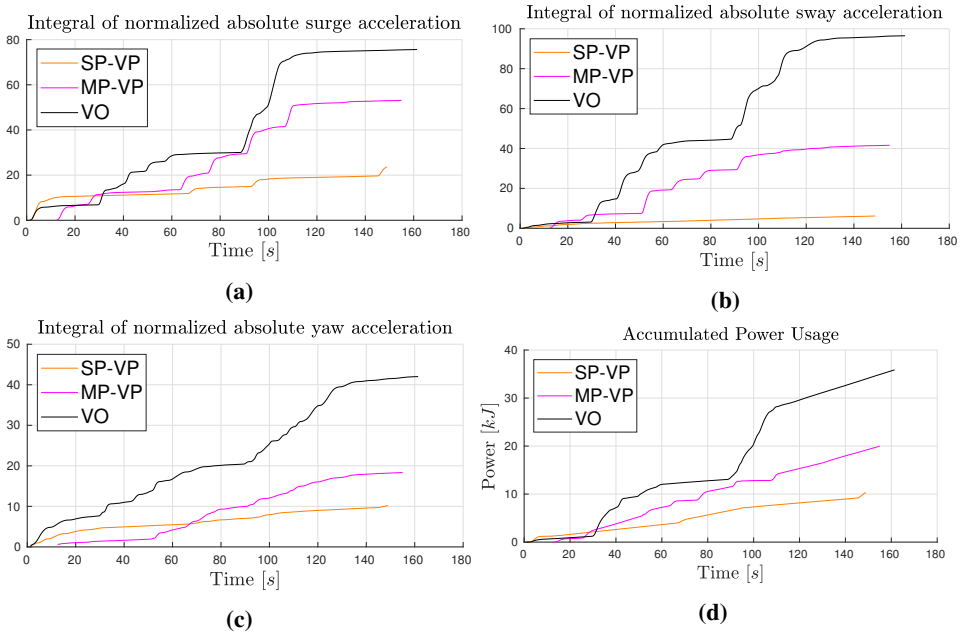 Integral of normalized absolute surge acceleration
80
60
40
20
0
SP-VP
MP-VP
VO
0 20 40 60 80 100 120 140 160 180
Time [s]
(a)
Integral of normalized absolute sway acceleration
100
80
60
40
20
0
SP-VP
MP-VP
VO
0 20 40 60 80 100 120 140 160 180
Time [s]
(b)
Integral of normalized absolute yaw acceleration
50
40
30
20
10
0
SP-VP
MP-VP
VO
0 20 40 60 80 100 120 140 160 180
Time [s]
(c)
Accumulated Power Usage
Power [kJ]
40
30
20
10
0
SP-VP
MP-VP
VO
0 20 40 60 80 100 120 140 160 180
Time [s]
(d)